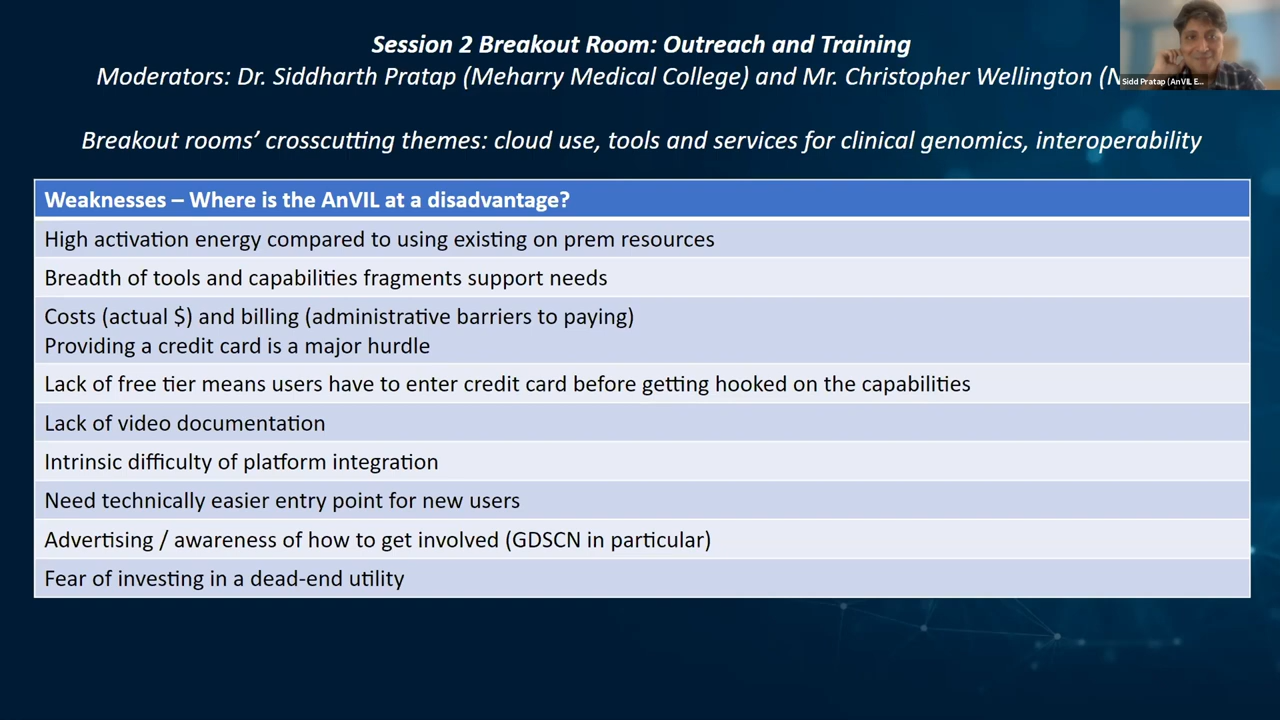 Session 2 Breakout Room: Outreach and Training
Moderators: Dr. Siddharth Pratap (Meharry Medical College) and Mr. Christopher Wellington (N
Sidd Pratap (AnVIL E...
Breakout rooms’ crosscutting themes: cloud use, tools and services for clinical genomics, interoperability
Weaknesses – Where is the AnVIL at a disadvantage?
High activation energy compared to using existing on prem resources
Breadth of tools and capabilities fragments support needs
Costs (actual $) and billing (administrative barriers to paying)
Providing a credit card is a major hurdle
Lack of free tier means users have to enter credit card before getting hooked on the capabilities
Lack of video documentation
Intrinsic difficulty of platform integration
Need technically easier entry point for new users
Advertising / awareness of how to get involved (GDSCN in particular)
Fear of investing in a dead-end utility